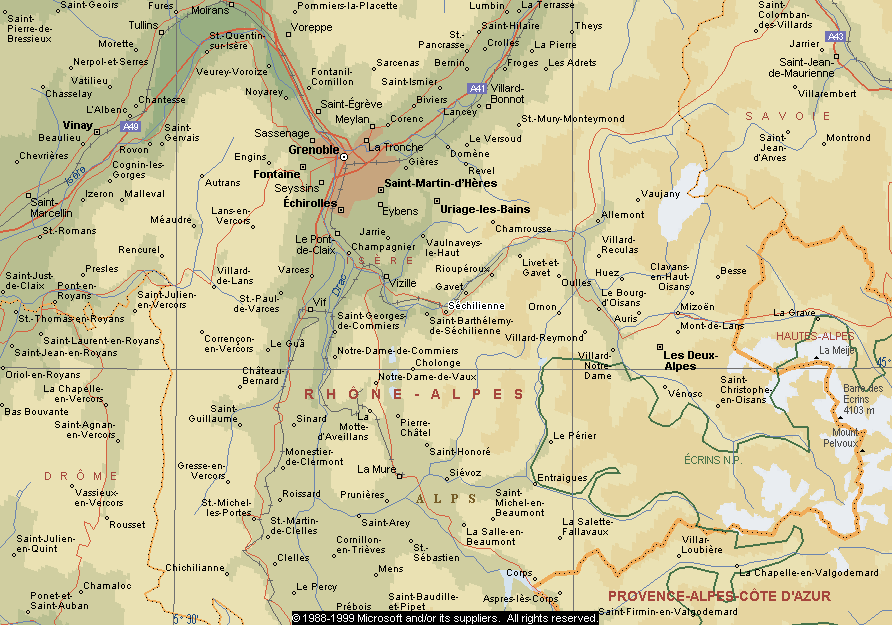 Saint-Geoirs
Fures
Moirans
Pommiers-la-Placette
Lumbin
La Terrasse
Saint-
Pierre-de-
Bressieux
Tullins
Voreppe
Saint-Hilaire
Theys
Saint-
Colomban-
des-Villards
A43
Morette
St.-Quentin-
sur-Isère
St.-
Pancrasse
Crolles
La Pierre
Jarrier
Nerpol-et-Serres
Veurey-Voroize
Fontanil-
Cornillon
Sarcenas
Bernin
Froges
Les Adrets
Saint-Jean-
de-Maurienne
Vatilieu
Chasselay
Noyarey
Saint-Ismier
A41
Villard-
Bonnot
Villarembert
L'Albenc
Chantesse
Saint-Égrève
Biviers
Lancey
Vinay
A49
Meylan
Corenc
St.-Mury-Monteymond
SAVOIE
Beaulieu
Saint-
Gervais
Sassenage
La Tronche
Le Versoud
Saint-
Jean-
d'Arves
Montrond
Rovon
Grenoble
Chevrières
Cognin-les-
Gorges
Engins
Domène
Gières
Isère
Fontaine
Revel
Autrans
Seyssins
Saint-Martin-d'Hères
Saint-
Marcellin
Izeron
Malleval
Échirolles
Eybens
Uriage-les-Bains
Vaujany
Méaudre
Lans-en-
Vercors
Allemont
St.-Romans
Le Pont-
de-Claix
Jarrie
Chamrousse
Champagnier
Vaulnaveys-
le-Haut
Villard-
Reculas
Rencurel
ISÈRE
Livet-et-
Gavet
Clavans-
en-Haut-
Oisans
Besse
Saint-Just-
de-Claix
Presles
Villard-
de-Lans
Varces
Drac
Vizille
Rioupéroux
Huez
Oulles
Pont-en-
Royans
Saint-Julien-
en-Vercors
St.-Paul-
de-Varces
Vif
Gavet
Séchilienne
Le Bourg-
d'Oisans
Ornon
Mizoën
St.-Thomas-en-Royans
Saint-Georges-
de-Commiers
Saint-Barthélemy-
de-Séchilienne
Auris
La Grave
Mont-de-Lans
Saint-Laurent-en-Royans
Corrençon-
en-Vercors
Le Guâ
Villard-Reymond
HAUTES-ALPES
Saint-Jean-en-Royans
Notre-Dame-de-Commiers
Villard-
Notre-
Dame
Les Deux-
Alpes
La Meije
45°
Oriol-en-Royans
Château-
Bernard
Cholonge
Notre-Dame-de-Vaux
La Chapelle-
en-Vercors
RHÔNE-ALPES
Vénosc
Saint-
Christophe-
en-Oisans
Barre des
Ecrins
4103 m
Bas Bouvante
Saint-
Guillaume
Sinard
La
Motte-
d'Aveillans
Pierre-
Châtel
Saint-Agnan-
en-Vercors
Le Périer
Mount
Pelvoux
Monestier-
de-Clermont
Saint-Honoré
ÉCRINS N.P.
DRÔME
Gresse-en-
Vercors
La Mure
Siévoz
Entraigues
Vassieux-
en-Vercors
Roissard
Prunières
ALPS
Saint-
Michel-en-
Beaumont
St.-Michel-
les-Portes
Rousset
St.-Martin-
de-Clelles
Saint-Arey
La Salle-en-
Beaumont
La Salette-
Fallavaux
Saint-Julien-
en-Quint
Cornillon-
en-Trièves
St.-
Sébastien
Villar-
Loubière
Clelles
Chichilianne
Mens
Corps
La Chapelle-en-Valgodemard
Chamaloc
Le Percy
Ponet-et-
Saint-Auban
Prébois
Saint-Baudille-
et-Pipet
Aspres-lès-Corps
PROVENCE-ALPES-CÔTE D'AZUR
Saint-Firmin-en-Valgodemard
5° 30'
© 1988-1999 Microsoft and/or its suppliers. All rights reserved.